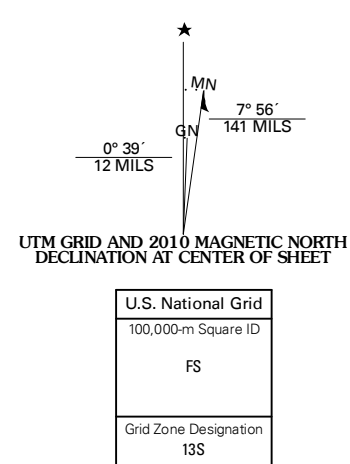 MN
GN
7° 56´
141 MILS
0° 39´
12 MILS
UTM GRID AND 2010 MAGNETIC NORTH
DECLINATION AT CENTER OF SHEET
U.S. National Grid
100,000-m Square ID
FS
Grid Zone Designation
13S